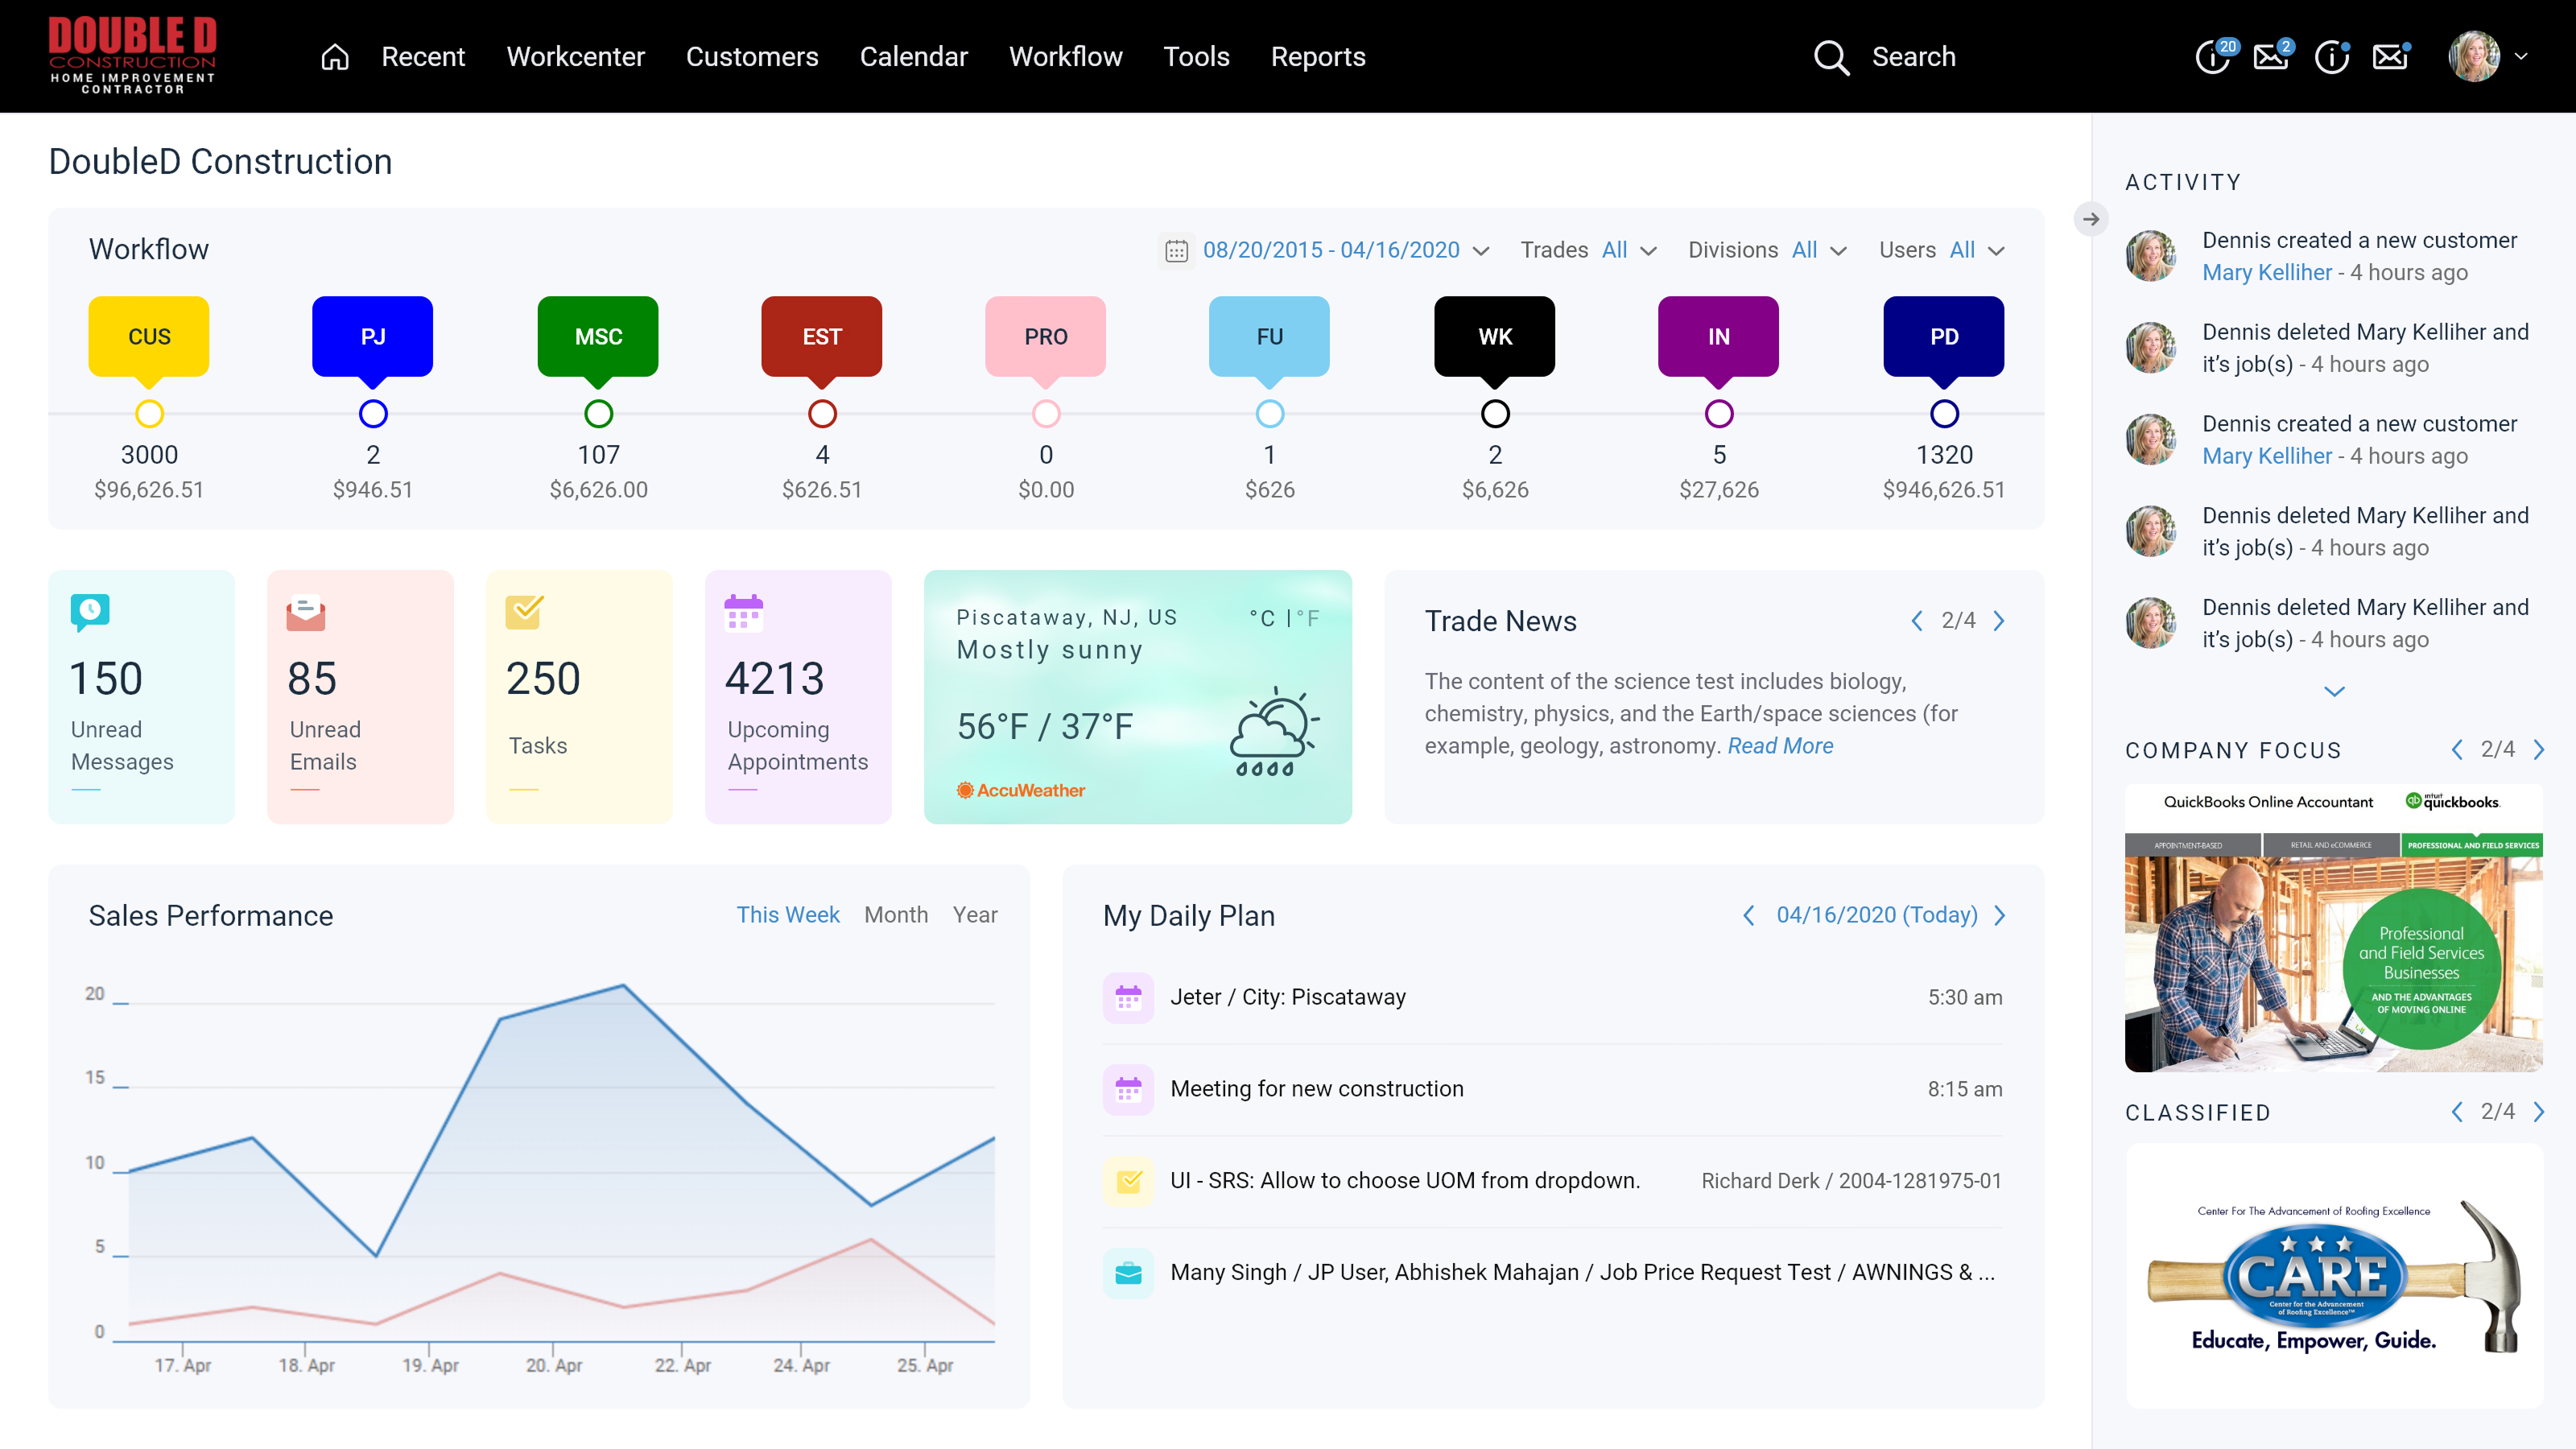 DOUBLE D
CONSTRUCTION
HOME IMPROVEMENT
CONTRACTOR
Recent Workcenter Customers Calendar Workflow Tools Reports
Search
20
2
DoubleD Construction
Workflow
08/20/2015 - 04/16/2020 Trades All Divisions All Users All
CUS PJ MSC EST PRO FU WK IN PD
3000 2 107 4 0 1 2 5 1320
$96,626.51 $946.51 $6,626.00 $626.51 $0.00 $626 $6,626 $27,626 $946,626.51
150
Unread
Messages
85
Unread
Emails
250
Tasks
4213
Upcoming
Appointments
Piscataway, NJ, US °C |°F
Mostly sunny
56°F / 37°F
AccuWeather
Trade News 2/4
The content of the science test includes biology,
chemistry, physics, and the Earth/space sciences (for
example, geology, astronomy. Read More
Sales Performance This Week Month Year
20
15
10
5
0
17. Apr 18. Apr 19. Apr 20. Apr 22. Apr 24. Apr 25. Apr
My Daily Plan 04/16/2020 (Today)
Jeter / City: Piscataway 5:30 am
Meeting for new construction 8:15 am
UI - SRS: Allow to choose UOM from dropdown. Richard Derk / 2004-1281975-01
Many Singh / JP User, Abhishek Mahajan / Job Price Request Test / AWNINGS & ...
ACTIVITY
Dennis created a new customer
Mary Kelliher - 4 hours ago
Dennis deleted Mary Kelliher and
it's job(s) - 4 hours ago
Dennis created a new customer
Mary Kelliher - 4 hours ago
Dennis deleted Mary Kelliher and
it's job(s) - 4 hours ago
Dennis deleted Mary Kelliher and
it's job(s) - 4 hours ago
COMPANY FOCUS 2/4
QuickBooks Online Accountant qb intuit quickbooks.
APPOINTMENT-BASED RETAIL AND eCOMMERCE PROFESSIONAL AND FIELD SERVICES
Professional
and Field Services
Businesses
AND THE ADVANTAGES
OF MOVING ONLINE
CLASSIFIED 2/4
Center For The Advancement of Roofing Excellence
CARE
Center for the Advancement
of Roofing Excellence™
Educate, Empower, Guide.